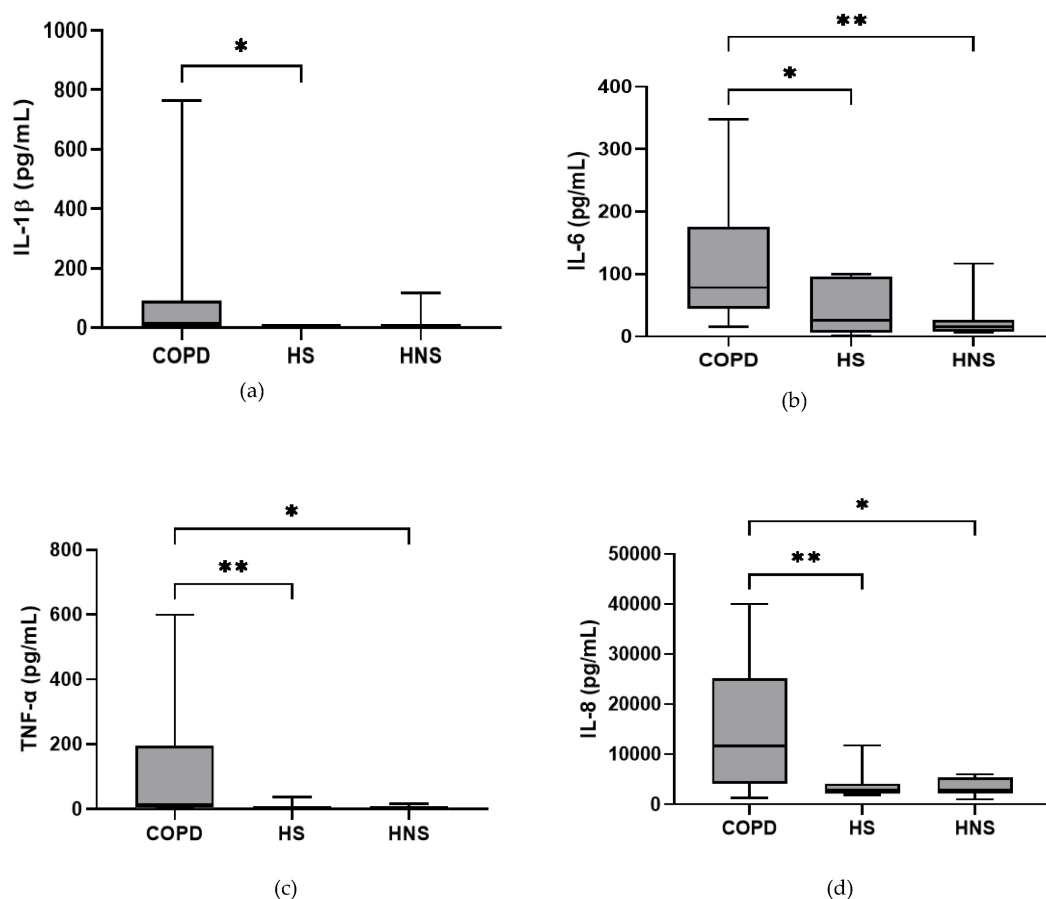 1000
800
600
400
200
0
IL-1β (pg/mL)
*
COPD HS HNS
(a)
**
*
400
300
200
100
0
IL-6 (pg/mL)
COPD HS HNS
(b)
*
**
800
600
400
200
0
TNF-α (pg/mL)
COPD HS HNS
(c)
*
**
50000
40000
30000
20000
10000
0
IL-8 (pg/mL)
COPD HS HNS
(d)